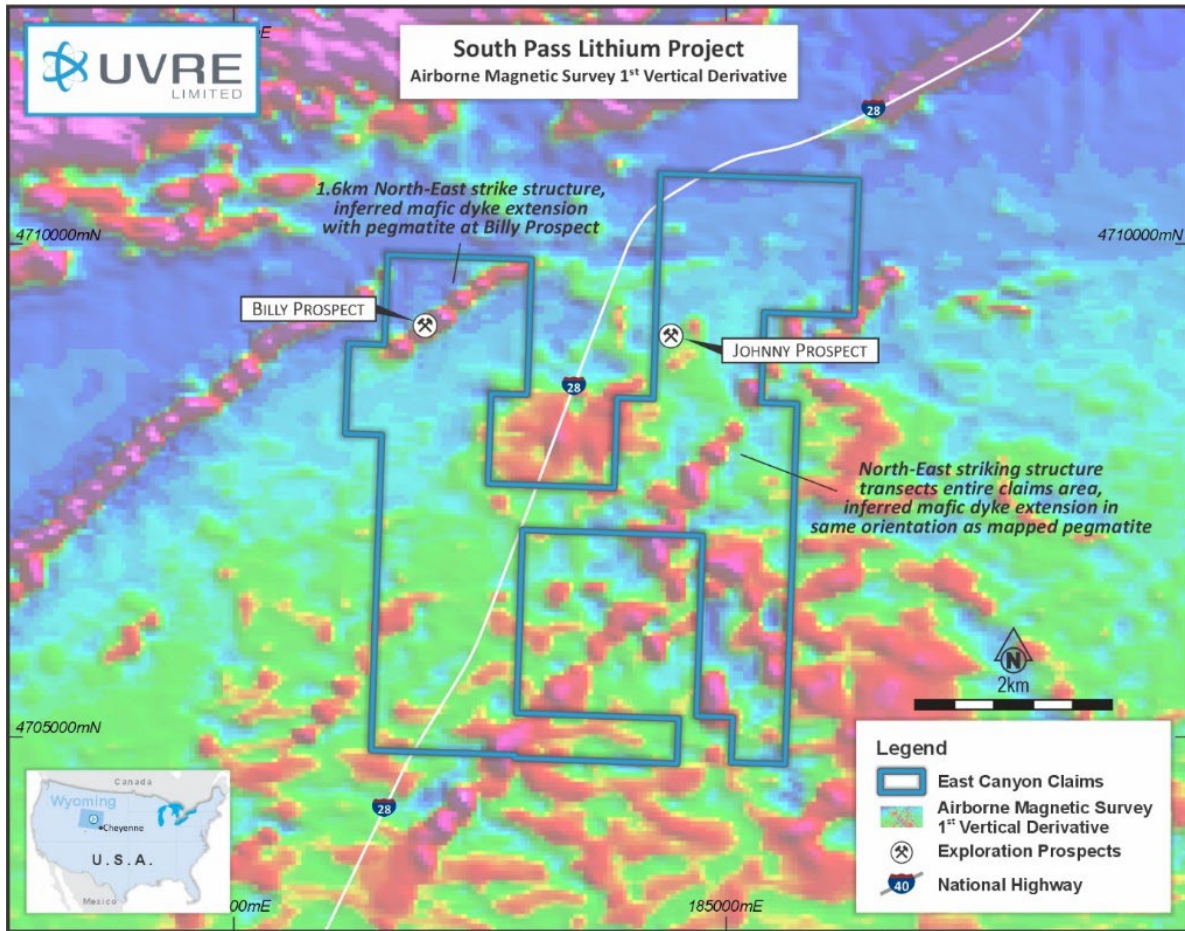 UVRE
LIMITED
E
South Pass Lithium Project
Airborne Magnetic Survey 1st Vertical Derivative
28
1.6km North-East strike structure,
inferred mafic dyke extension
with pegmatite at Billy Prospect
4710000mN
4710000mN
BILLY PROSPECT
JOHNNY PROSPECT
28
North-East striking structure
transects entire claims area,
inferred mafic dyke extension in
same orientation as mapped pegmatite
N
2km
4705000mN
Legend
East Canyon Claims
Airborne Magnetic Survey
1st Vertical Derivative
Exploration Prospects
40
National Highway
28
Canada
Wyoming
Cheyenne
U.S.A.
Mexico
000mE
185000mE